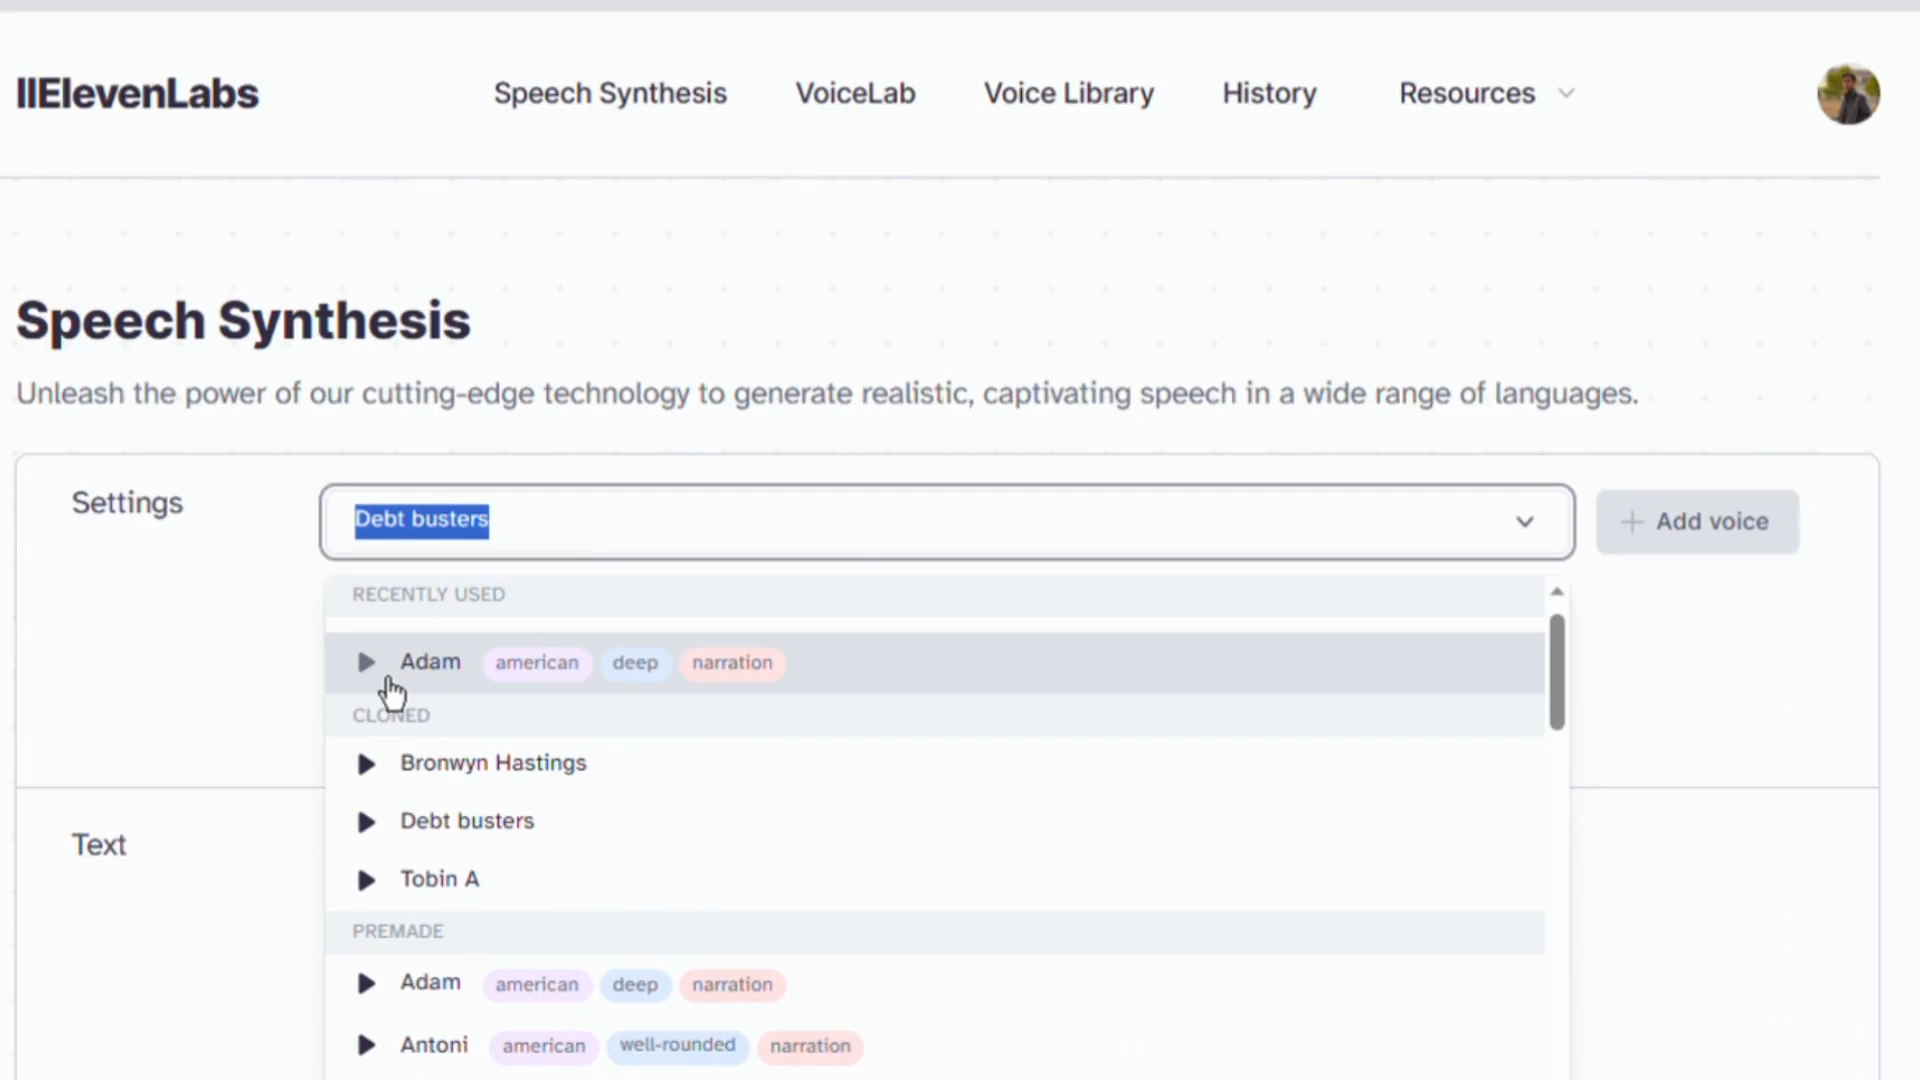 IIElevenLabs
Speech Synthesis
VoiceLab
Voice Library
History
Resources
Speech Synthesis
Unleash the power of our cutting-edge technology to generate realistic, captivating speech in a wide range of languages.
Settings
Debt busters
Add voice
RECENTLY USED
Adam american deep narration
CLONED
Bronwyn Hastings
Debt busters
Text
Tobin A
PREMADE
Adam american deep narration
Antoni american well-rounded narration